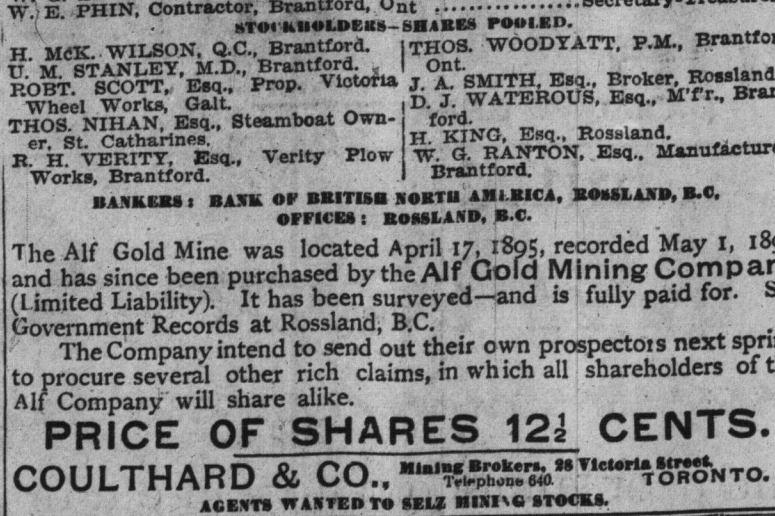 W. E. PHIN, Contractor, Brantford, Ont
STOCKHOLDERS—SHARES POOLED.
H. McK. WILSON, Q.C., Brantford.
U. M. STANLEY, M.D., Brantford.
ROBT. SCOTT, Esq., Prop. Victoria
Wheel Works, Galt.
THOS. NIHAN, Esq., Steamboat Own-
er, St. Catharines.
R. H. VERITY, Esq., Verity Plow
Works, Brantford.
THOS. WOODYATT, P.M., Brantfor
Ont.
J. A. SMITH, Esq., Broker, Rossland
D. J. WATEROUS, Esq., M'f'r., Bran
ford.
H. KING, Esq., Rossland.
W. G. RANTON, Esq., Manufacture
Brantford.
BANKERS: BANK OF BRITISH NORTH AMERICA, ROSSLAND, B.C.
OFFICES: ROSSLAND, B.C.
The Alf Gold Mine was located April 17, 1895, recorded May 1, 189
and has since been purchased by the Alf Gold Mining Compan
(Limited Liability). It has been surveyed—and is fully paid for. S
Government Records at Rossland, B.C.
The Company intend to send out their own prospectors next spri
to procure several other rich claims, in which all shareholders of t
Alf Company will share alike.
PRICE OF SHARES 12½ CENTS.
COULTHARD & CO., Mining Brokers, 28 Victoria Street,
Telephone 640. TORONTO.
AGENTS WANTED TO SELL MINING STOCKS.